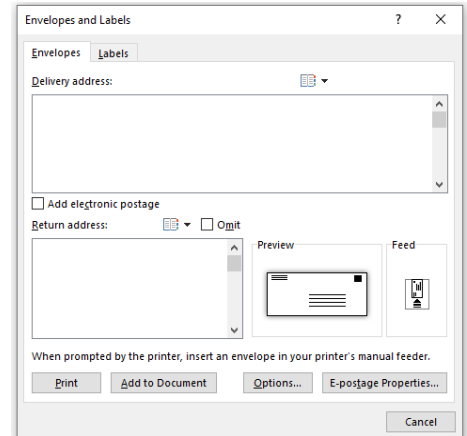 Envelopes and Labels ? ×
Envelopes Labels
Delivery address:
Add electronic postage
Return address: Omit
Preview Feed
When prompted by the printer, insert an envelope in your printer's manual feeder.
Print Add to Document Options... E-postage Properties...
Cancel